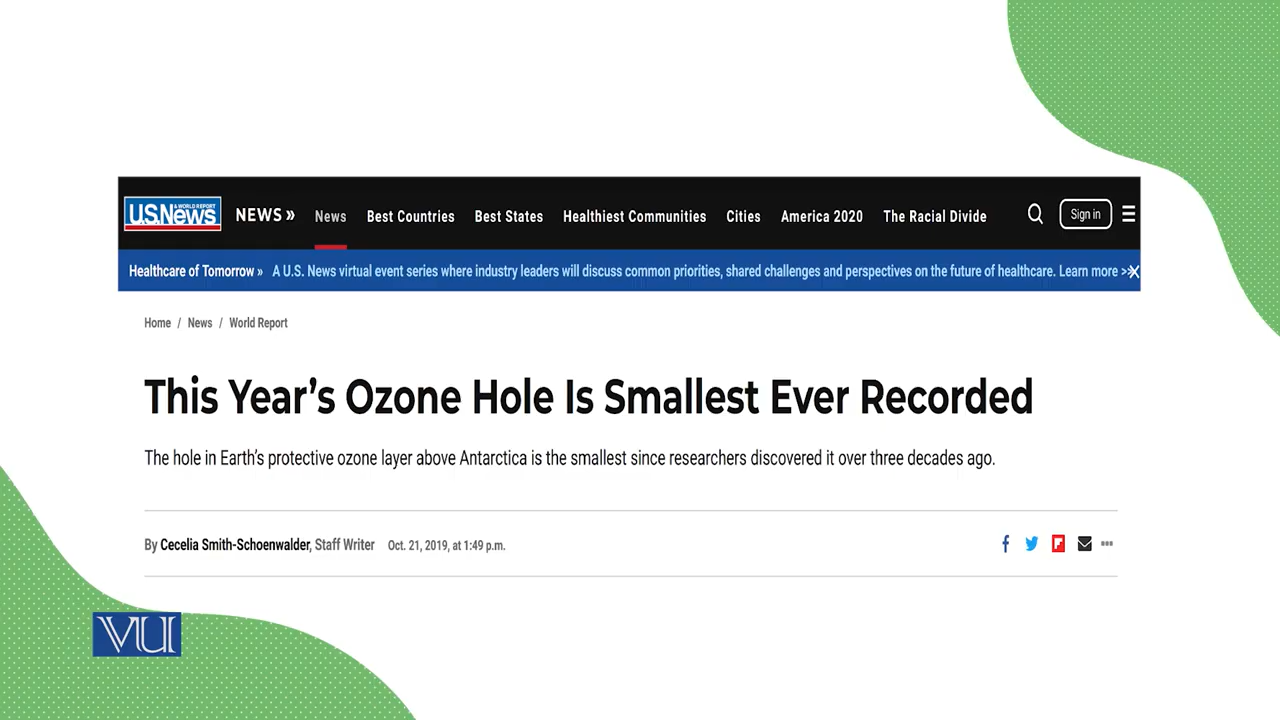 U.S.News & WORLD REPORT NEWS » News Best Countries Best States Healthiest Communities Cities America 2020 The Racial Divide Sign in
Healthcare of Tomorrow » A U.S. News virtual event series where industry leaders will discuss common priorities, shared challenges and perspectives on the future of healthcare. Learn more >>
Home / News / World Report
This Year’s Ozone Hole Is Smallest Ever Recorded
The hole in Earth’s protective ozone layer above Antarctica is the smallest since researchers discovered it over three decades ago.
By Cecelia Smith-Schoenwalder, Staff Writer Oct. 21, 2019, at 1:49 p.m.
VU